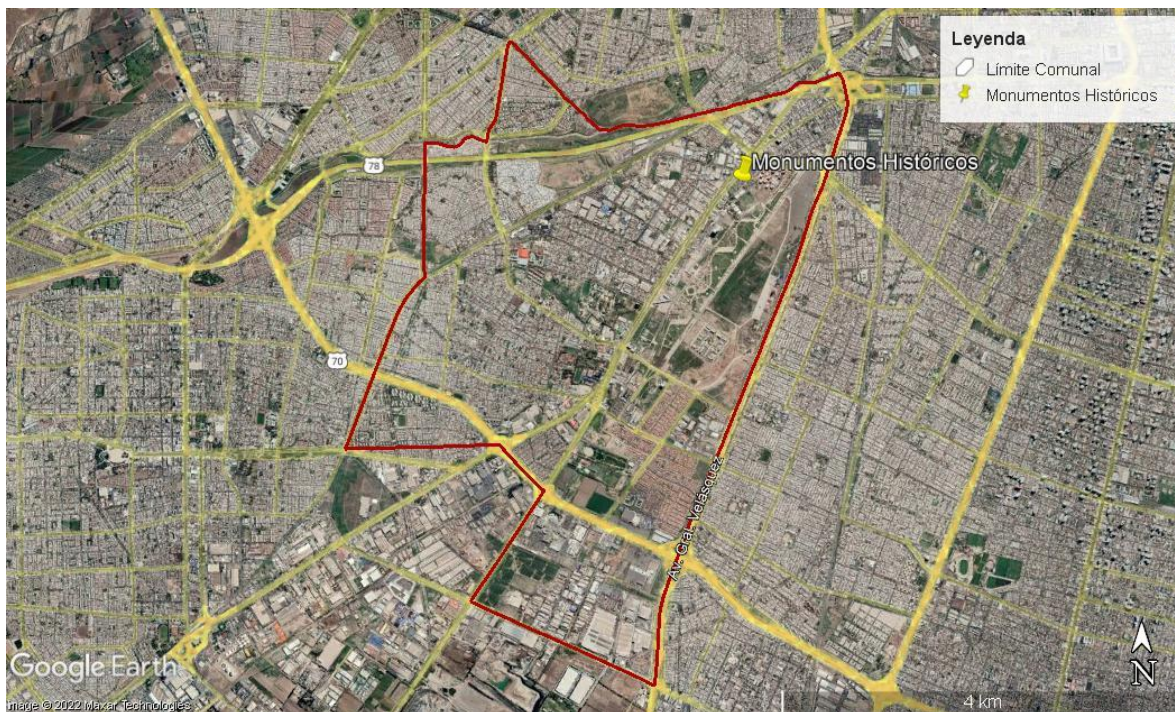 Leyenda
Límite Comunal
Monumentos Históricos
78
Monumentos Históricos
70
Av. Gral. Velásquez
Google Earth
N
Image © 2022 Maxar Technologies
4 km